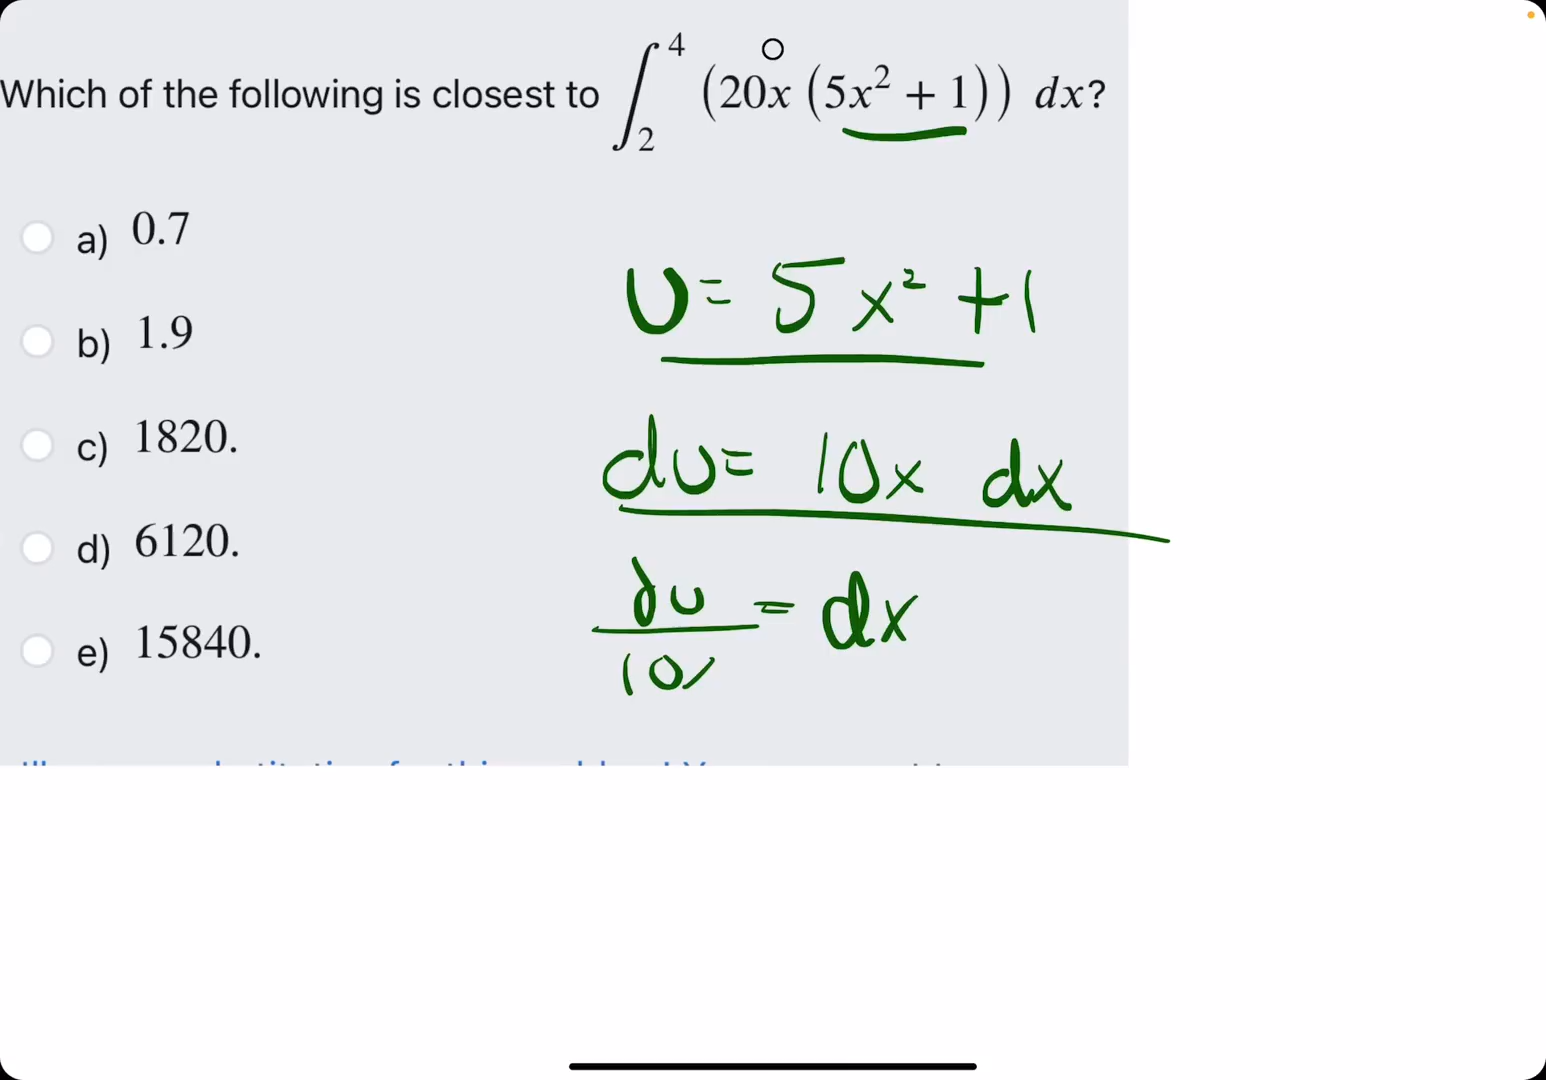 Which of the following is closest to ∫₂⁴ (20x (5x² + 1)) dx?
a) 0.7
b) 1.9
c) 1820.
d) 6120.
e) 15840.
U = 5x² + 1
du = 10x dx
du/10 = dx